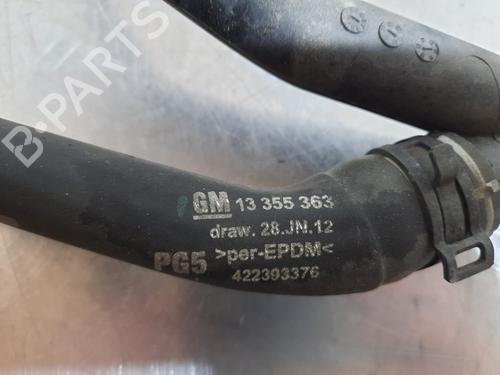 GM 13 355 363
draw. 28.JN.12
PG5 >per-EPDM<
422393376
B-PARTS